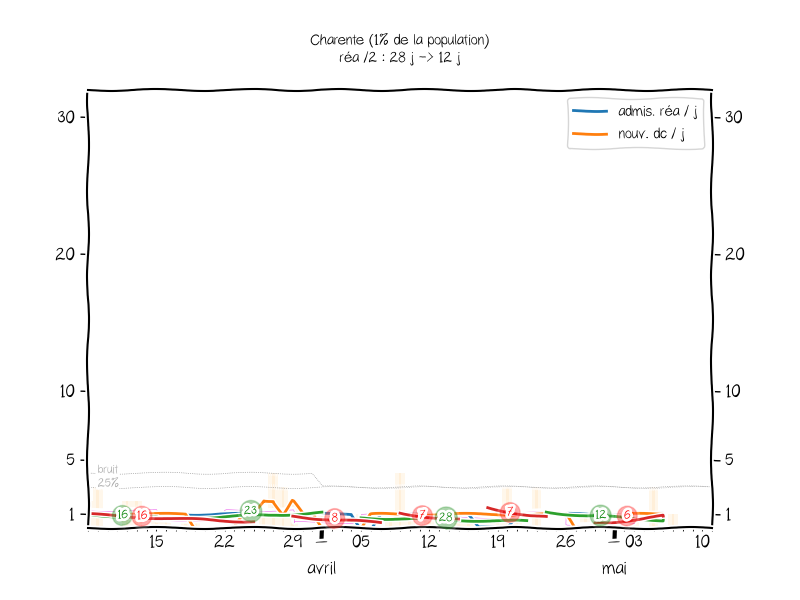 Charente (1% de la population)
réa /2 : 28 j -> 12 j
admis. réa / j
nouv. dc / j
30 30
20 20
10 10
5 5
1 1
bruit
25%
16 16 23 8 7 28 7 12 6
15 22 29 05 12 19 26 03 10
avril mai